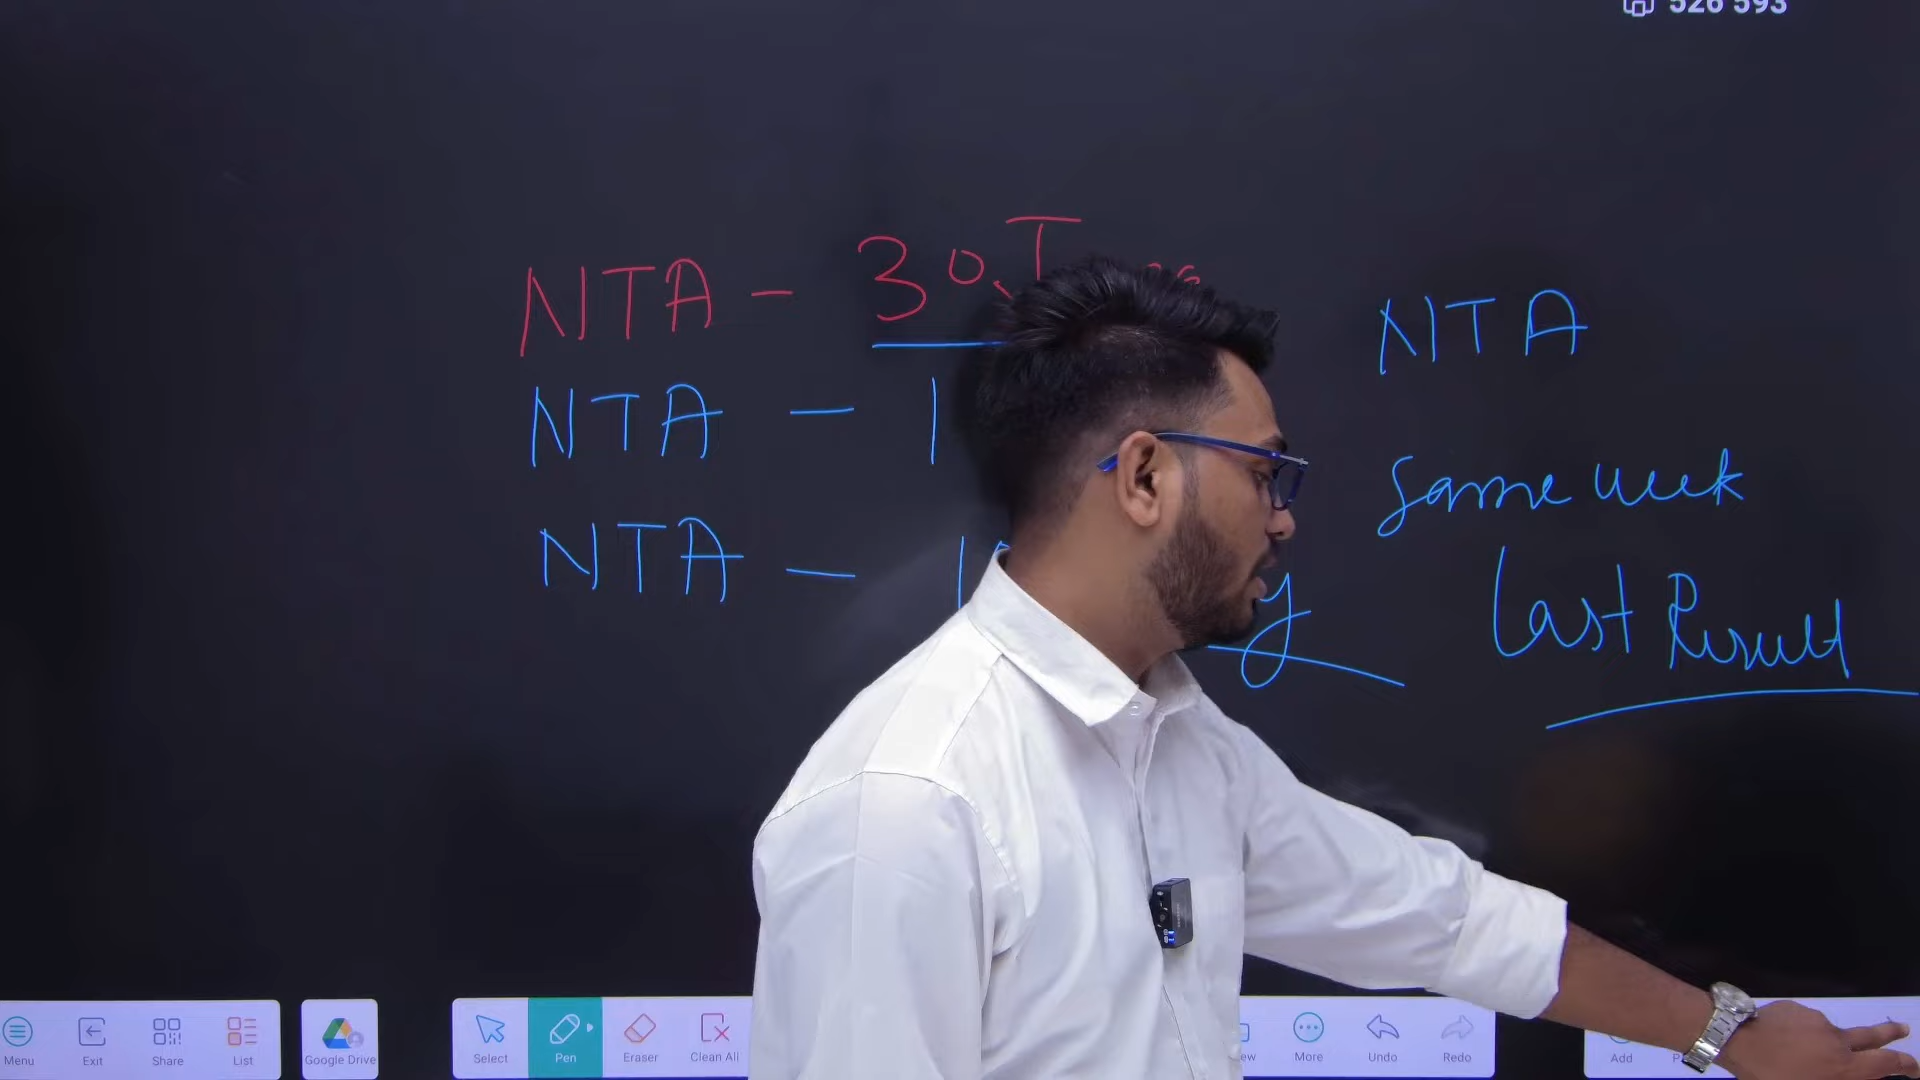 526 593
NTA - 30
NTA
NTA - 1
same week
NTA -
Last Result
Menu Exit Share List Google Drive Select Pen Eraser Clean All More Undo Redo Add